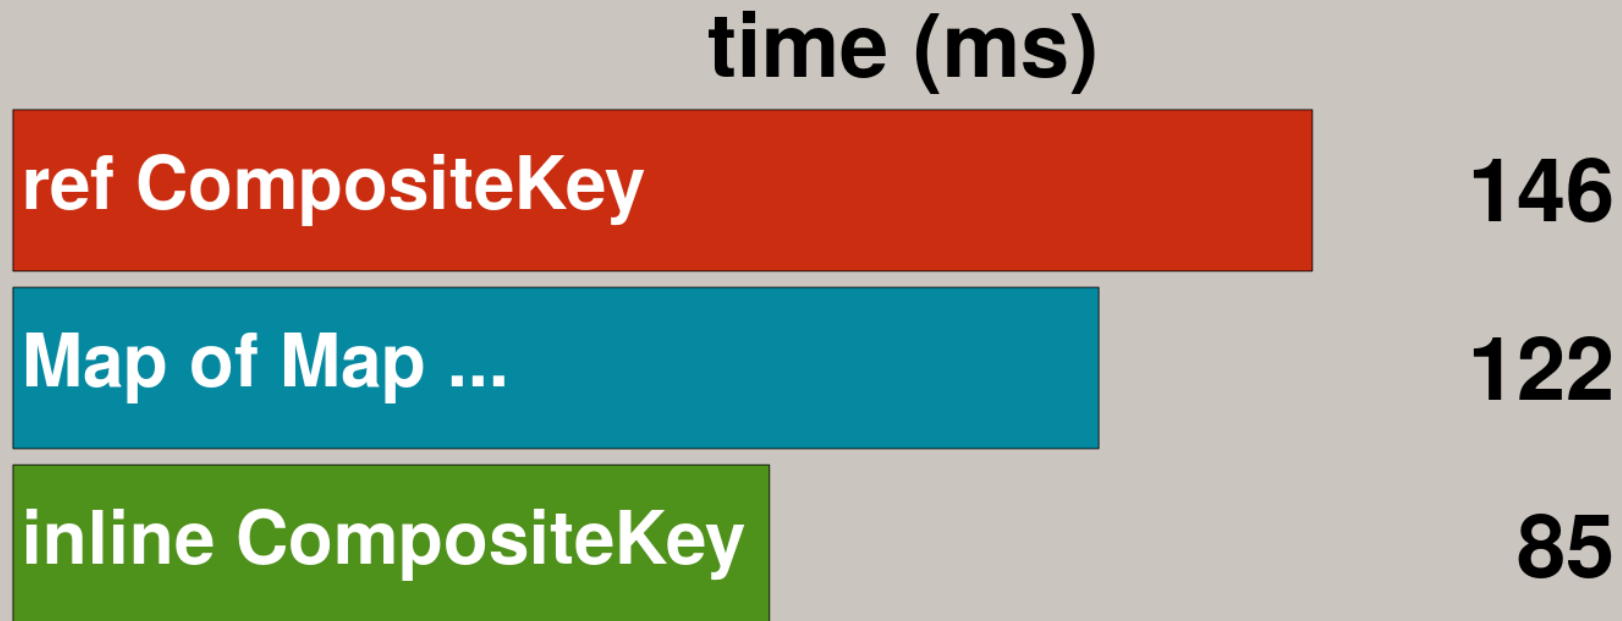 time (ms)
ref CompositeKey 146
Map of Map ... 122
inline CompositeKey 85